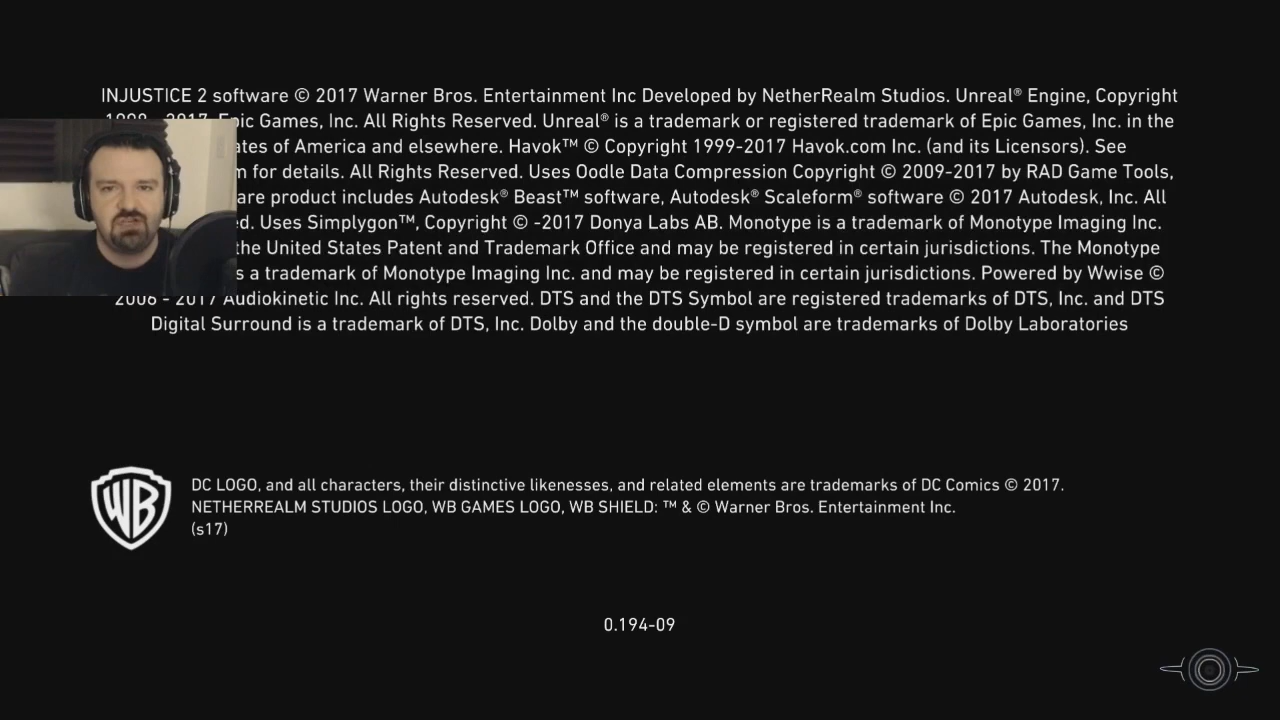 INJUSTICE 2 software © 2017 Warner Bros. Entertainment Inc Developed by NetherRealm Studios. Unreal® Engine, Copyright
1998 - 2017, Epic Games, Inc. All Rights Reserved. Unreal® is a trademark or registered trademark of Epic Games, Inc. in the
of America and elsewhere. Havok™ © Copyright 1999-2017 Havok.com Inc. (and its Licensors). See
for details. All Rights Reserved. Uses Oodle Data Compression Copyright © 2009-2017 by RAD Game Tools,
product includes Autodesk® Beast™ software, Autodesk® Scaleform® software © 2017 Autodesk, Inc. All
Uses Simplygon™, Copyright © -2017 Donya Labs AB. Monotype is a trademark of Monotype Imaging Inc.
the United States Patent and Trademark Office and may be registered in certain jurisdictions. The Monotype
a trademark of Monotype Imaging Inc. and may be registered in certain jurisdictions. Powered by Wwise ©
2006 - 2017 Audiokinetic Inc. All rights reserved. DTS and the DTS Symbol are registered trademarks of DTS, Inc. and DTS
Digital Surround is a trademark of DTS, Inc. Dolby and the double-D symbol are trademarks of Dolby Laboratories
WB
DC LOGO, and all characters, their distinctive likenesses, and related elements are trademarks of DC Comics © 2017.
NETHERREALM STUDIOS LOGO, WB GAMES LOGO, WB SHIELD: ™ & © Warner Bros. Entertainment Inc.
(s17)
0.194-09